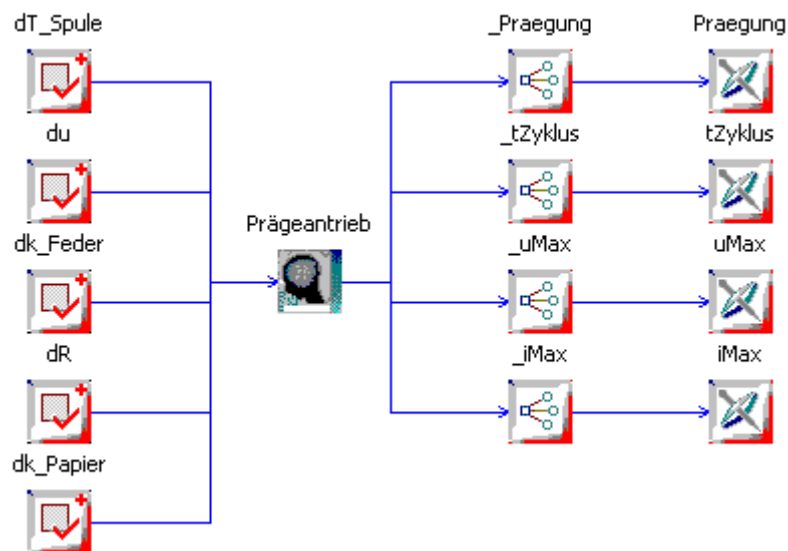 dT_Spule
_Praegung
Praegung
du
_tZyklus
tZyklus
Prägeantrieb
dk_Feder
_uMax
uMax
dR
_iMax
iMax
dk_Papier